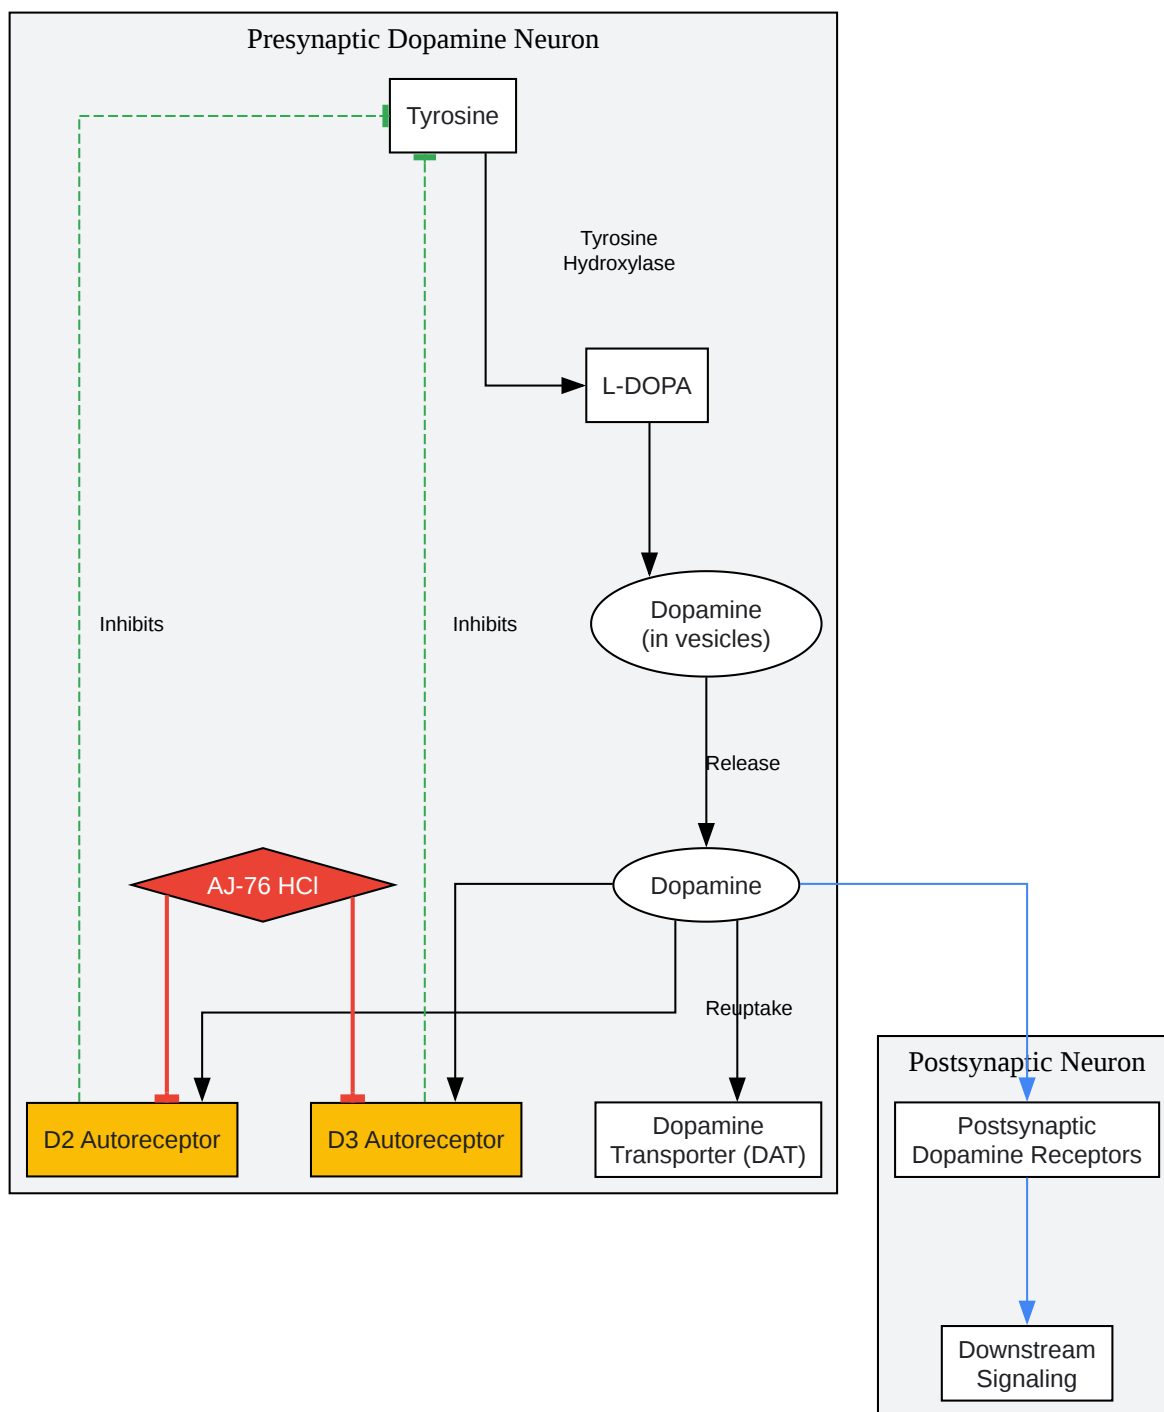 Presynaptic Dopamine Neuron
Tyrosine
Tyrosine
Hydroxylase
L-DOPA
Dopamine
(in vesicles)
Inhibits
Inhibits
Release
AJ-76 HCl
Dopamine
Reuptake
Postsynaptic Neuron
D2 Autoreceptor
D3 Autoreceptor
Dopamine
Transporter (DAT)
Postsynaptic
Dopamine Receptors
Downstream
Signaling